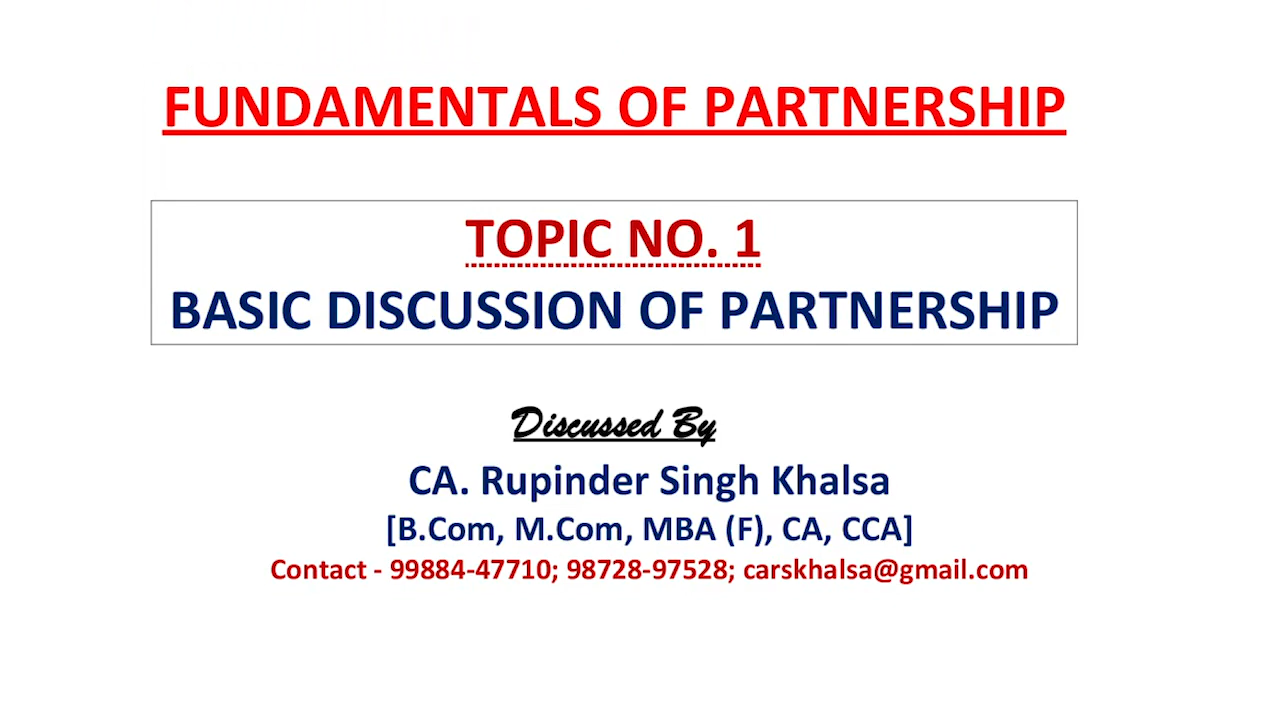 FUNDAMENTALS OF PARTNERSHIP
TOPIC NO. 1
BASIC DISCUSSION OF PARTNERSHIP
Discussed By
CA. Rupinder Singh Khalsa
[B.Com, M.Com, MBA (F), CA, CCA]
Contact - 99884-47710; 98728-97528; carskhalsa@gmail.com